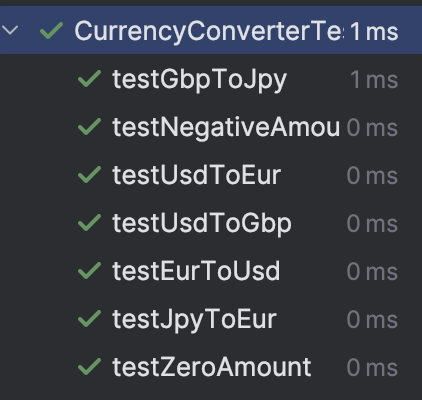 CurrencyConverterTe 1 ms
testGbpToJpy 1 ms
testNegativeAmou 0 ms
testUsdToEur 0 ms
testUsdToGbp 0 ms
testEurToUsd 0 ms
testJpyToEur 0 ms
testZeroAmount 0 ms